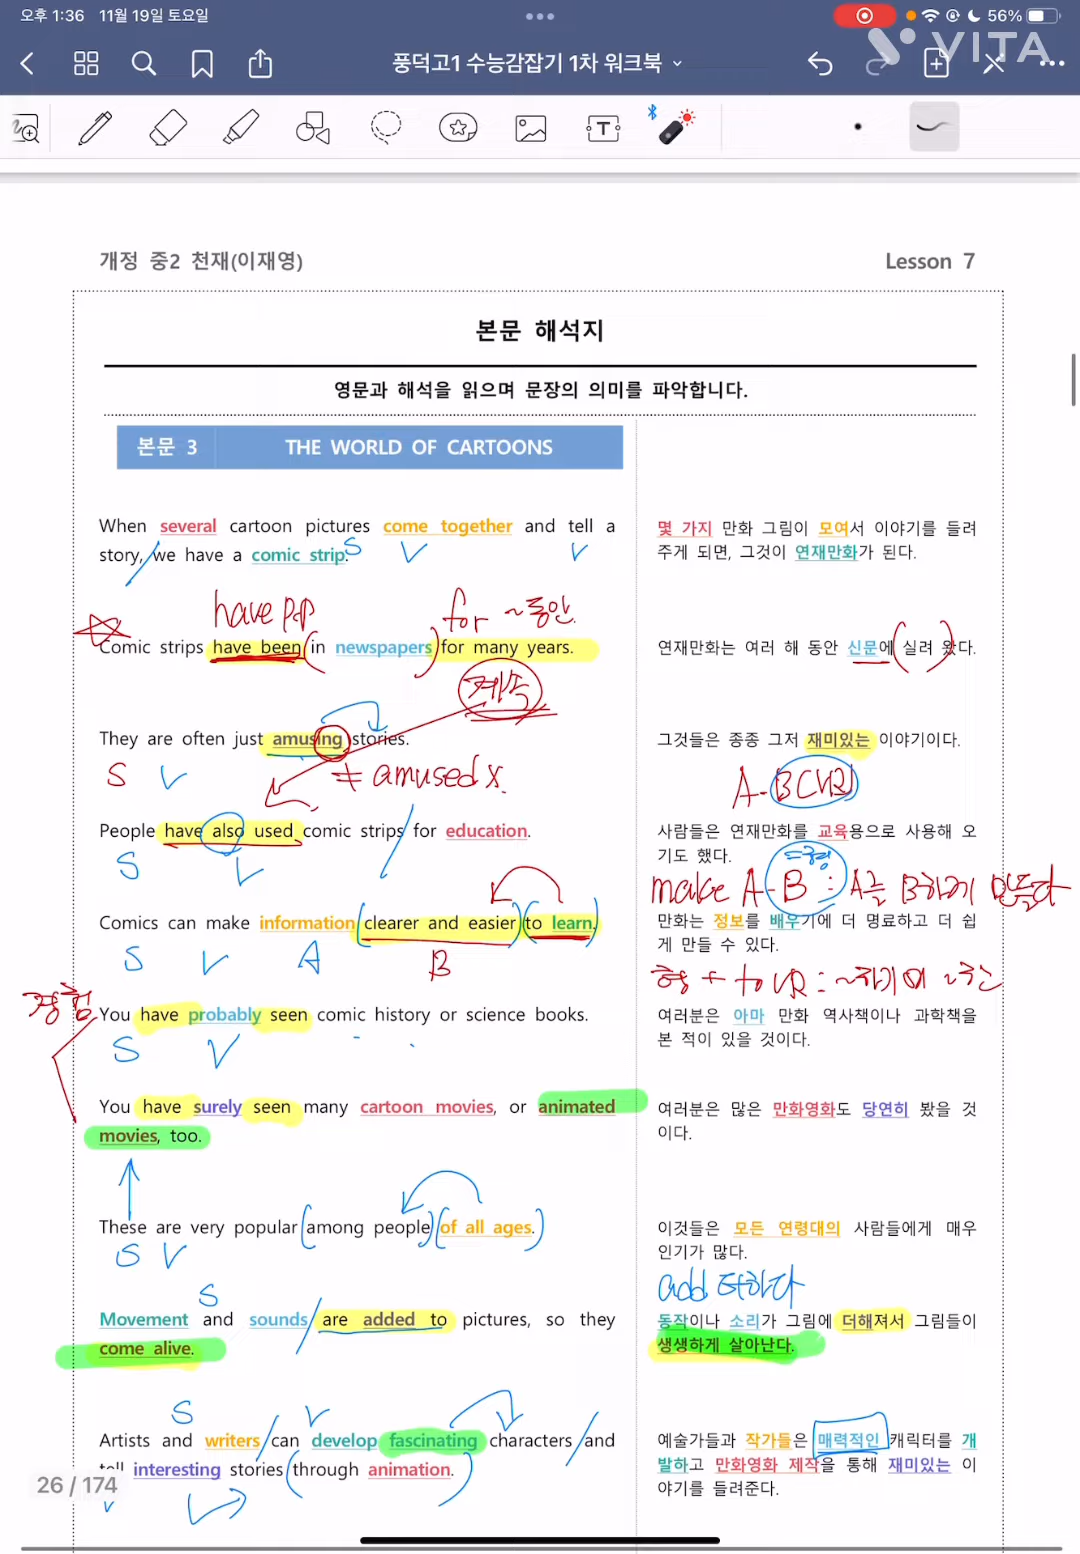 오후 1:36 11월 19일 토요일
56%
풍덕고1 수능감잡기 1차 워크북
VITA
개정 중2 천재(이재영)
Lesson 7
본문 해석지
영문과 해석을 읽으며 문장의 의미를 파악합니다.
본문 3 THE WORLD OF CARTOONS
When several cartoon pictures come together and tell a
story, we have a comic strip.
S V V
몇 가지 만화 그림이 모여서 이야기를 들려
주게 되면, 그것이 연재만화가 된다.
have p.p for ~동안
Comic strips have been (in newspapers) for many years.
연재만화는 여러 해 동안 신문에 (실려 왔)다.
계속
They are often just amusing stories.
S V ≠ amused X.
그것들은 종종 그저 재미있는 이야기이다.
People have also used comic strips for education.
S V
사람들은 연재만화를 교육용으로 사용해 오
기도 했다.
make A - B : A를 B하게 만들다
Comics can make information (clearer and easier) (to learn.)
S V A B
만화는 정보를 배우기에 더 명료하고 더 쉽
게 만들 수 있다.
경험
You have probably seen comic history or science books.
S V
여러분은 아마 만화 역사책이나 과학책을
본 적이 있을 것이다.
You have surely seen many cartoon movies, or animated
movies, too.
여러분은 많은 만화영화도 당연히 봤을 것
이다.
These are very popular (among people) (of all ages.)
S V
이것들은 모든 연령대의 사람들에게 매우
인기가 많다.
add 더하다
S
Movement and sounds / are added to pictures, so they
come alive.
동작이나 소리가 그림에 더해져서 그림들이
생생하게 살아난다.
S V
Artists and writers / can develop fascinating characters / and
tell interesting stories (through animation.)
예술가들과 작가들은 매력적인 캐릭터를 개
발하고 만화영화 제작을 통해 재미있는 이
야기를 들려준다.
26 / 174